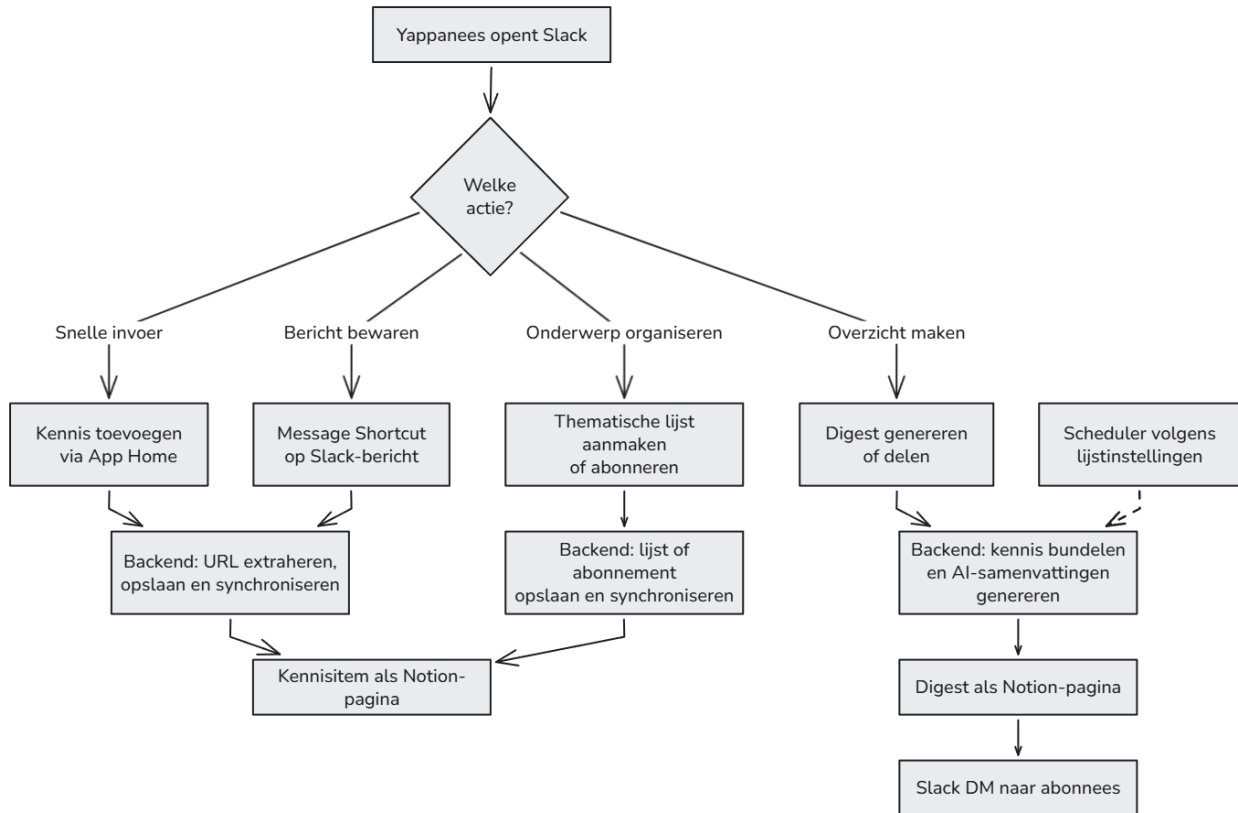 Yappanees opent Slack
Welke
actie?
Snelle invoer
Bericht bewaren
Onderwerp organiseren
Overzicht maken
Kennis toevoegen
via App Home
Message Shortcut
op Slack-bericht
Thematische lijst
aanmaken
of abonneren
Digest genereren
of delen
Scheduler volgens
lijstinstellingen
Backend: URL extraheren,
opslaan en synchroniseren
Backend: lijst of
abonnement
opslaan en synchroniseren
Backend: kennis bundelen
en AI-samenvattingen
genereren
Kennisitem als Notion-
pagina
Digest als Notion-pagina
Slack DM naar abonnees